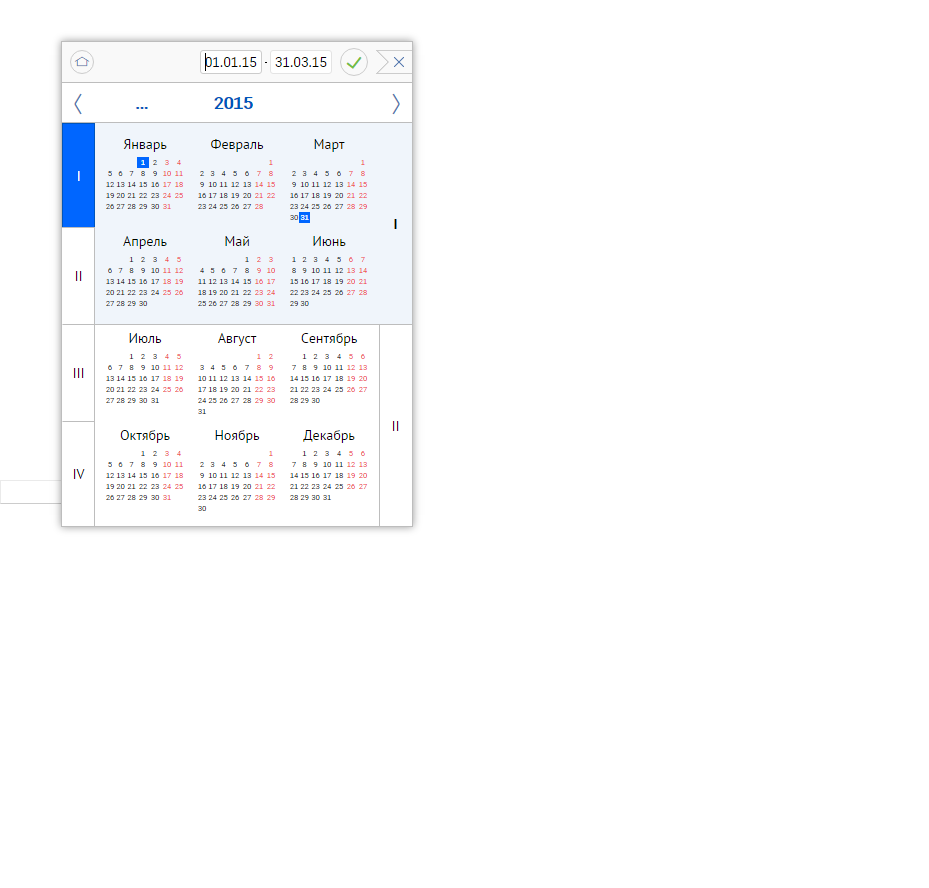 01.01.15 - 31.03.15
... 2015
I
II
III
IV
Январь Февраль Март
1 2 3 4 1 1
5 6 7 8 9 10 11 2 3 4 5 6 7 8 2 3 4 5 6 7 8
12 13 14 15 16 17 18 9 10 11 12 13 14 15 9 10 11 12 13 14 15
19 20 21 22 23 24 25 16 17 18 19 20 21 22 16 17 18 19 20 21 22
26 27 28 29 30 31 23 24 25 26 27 28 23 24 25 26 27 28 29
30 31
Апрель Май Июнь
1 2 3 4 5 1 2 3 1 2 3 4 5 6 7
6 7 8 9 10 11 12 4 5 6 7 8 9 10 8 9 10 11 12 13 14
13 14 15 16 17 18 19 11 12 13 14 15 16 17 15 16 17 18 19 20 21
20 21 22 23 24 25 26 18 19 20 21 22 23 24 22 23 24 25 26 27 28
27 28 29 30 25 26 27 28 29 30 31 29 30
Июль Август Сентябрь
1 2 3 4 5 1 2 1 2 3 4 5 6
6 7 8 9 10 11 12 3 4 5 6 7 8 9 7 8 9 10 11 12 13
13 14 15 16 17 18 19 10 11 12 13 14 15 16 14 15 16 17 18 19 20
20 21 22 23 24 25 26 17 18 19 20 21 22 23 21 22 23 24 25 26 27
27 28 29 30 31 24 25 26 27 28 29 30 28 29 30
31
Октябрь Ноябрь Декабрь
1 2 3 4 1 1 2 3 4 5 6
5 6 7 8 9 10 11 2 3 4 5 6 7 8 7 8 9 10 11 12 13
12 13 14 15 16 17 18 9 10 11 12 13 14 15 14 15 16 17 18 19 20
19 20 21 22 23 24 25 16 17 18 19 20 21 22 21 22 23 24 25 26 27
26 27 28 29 30 31 23 24 25 26 27 28 29 28 29 30 31
30
I
II